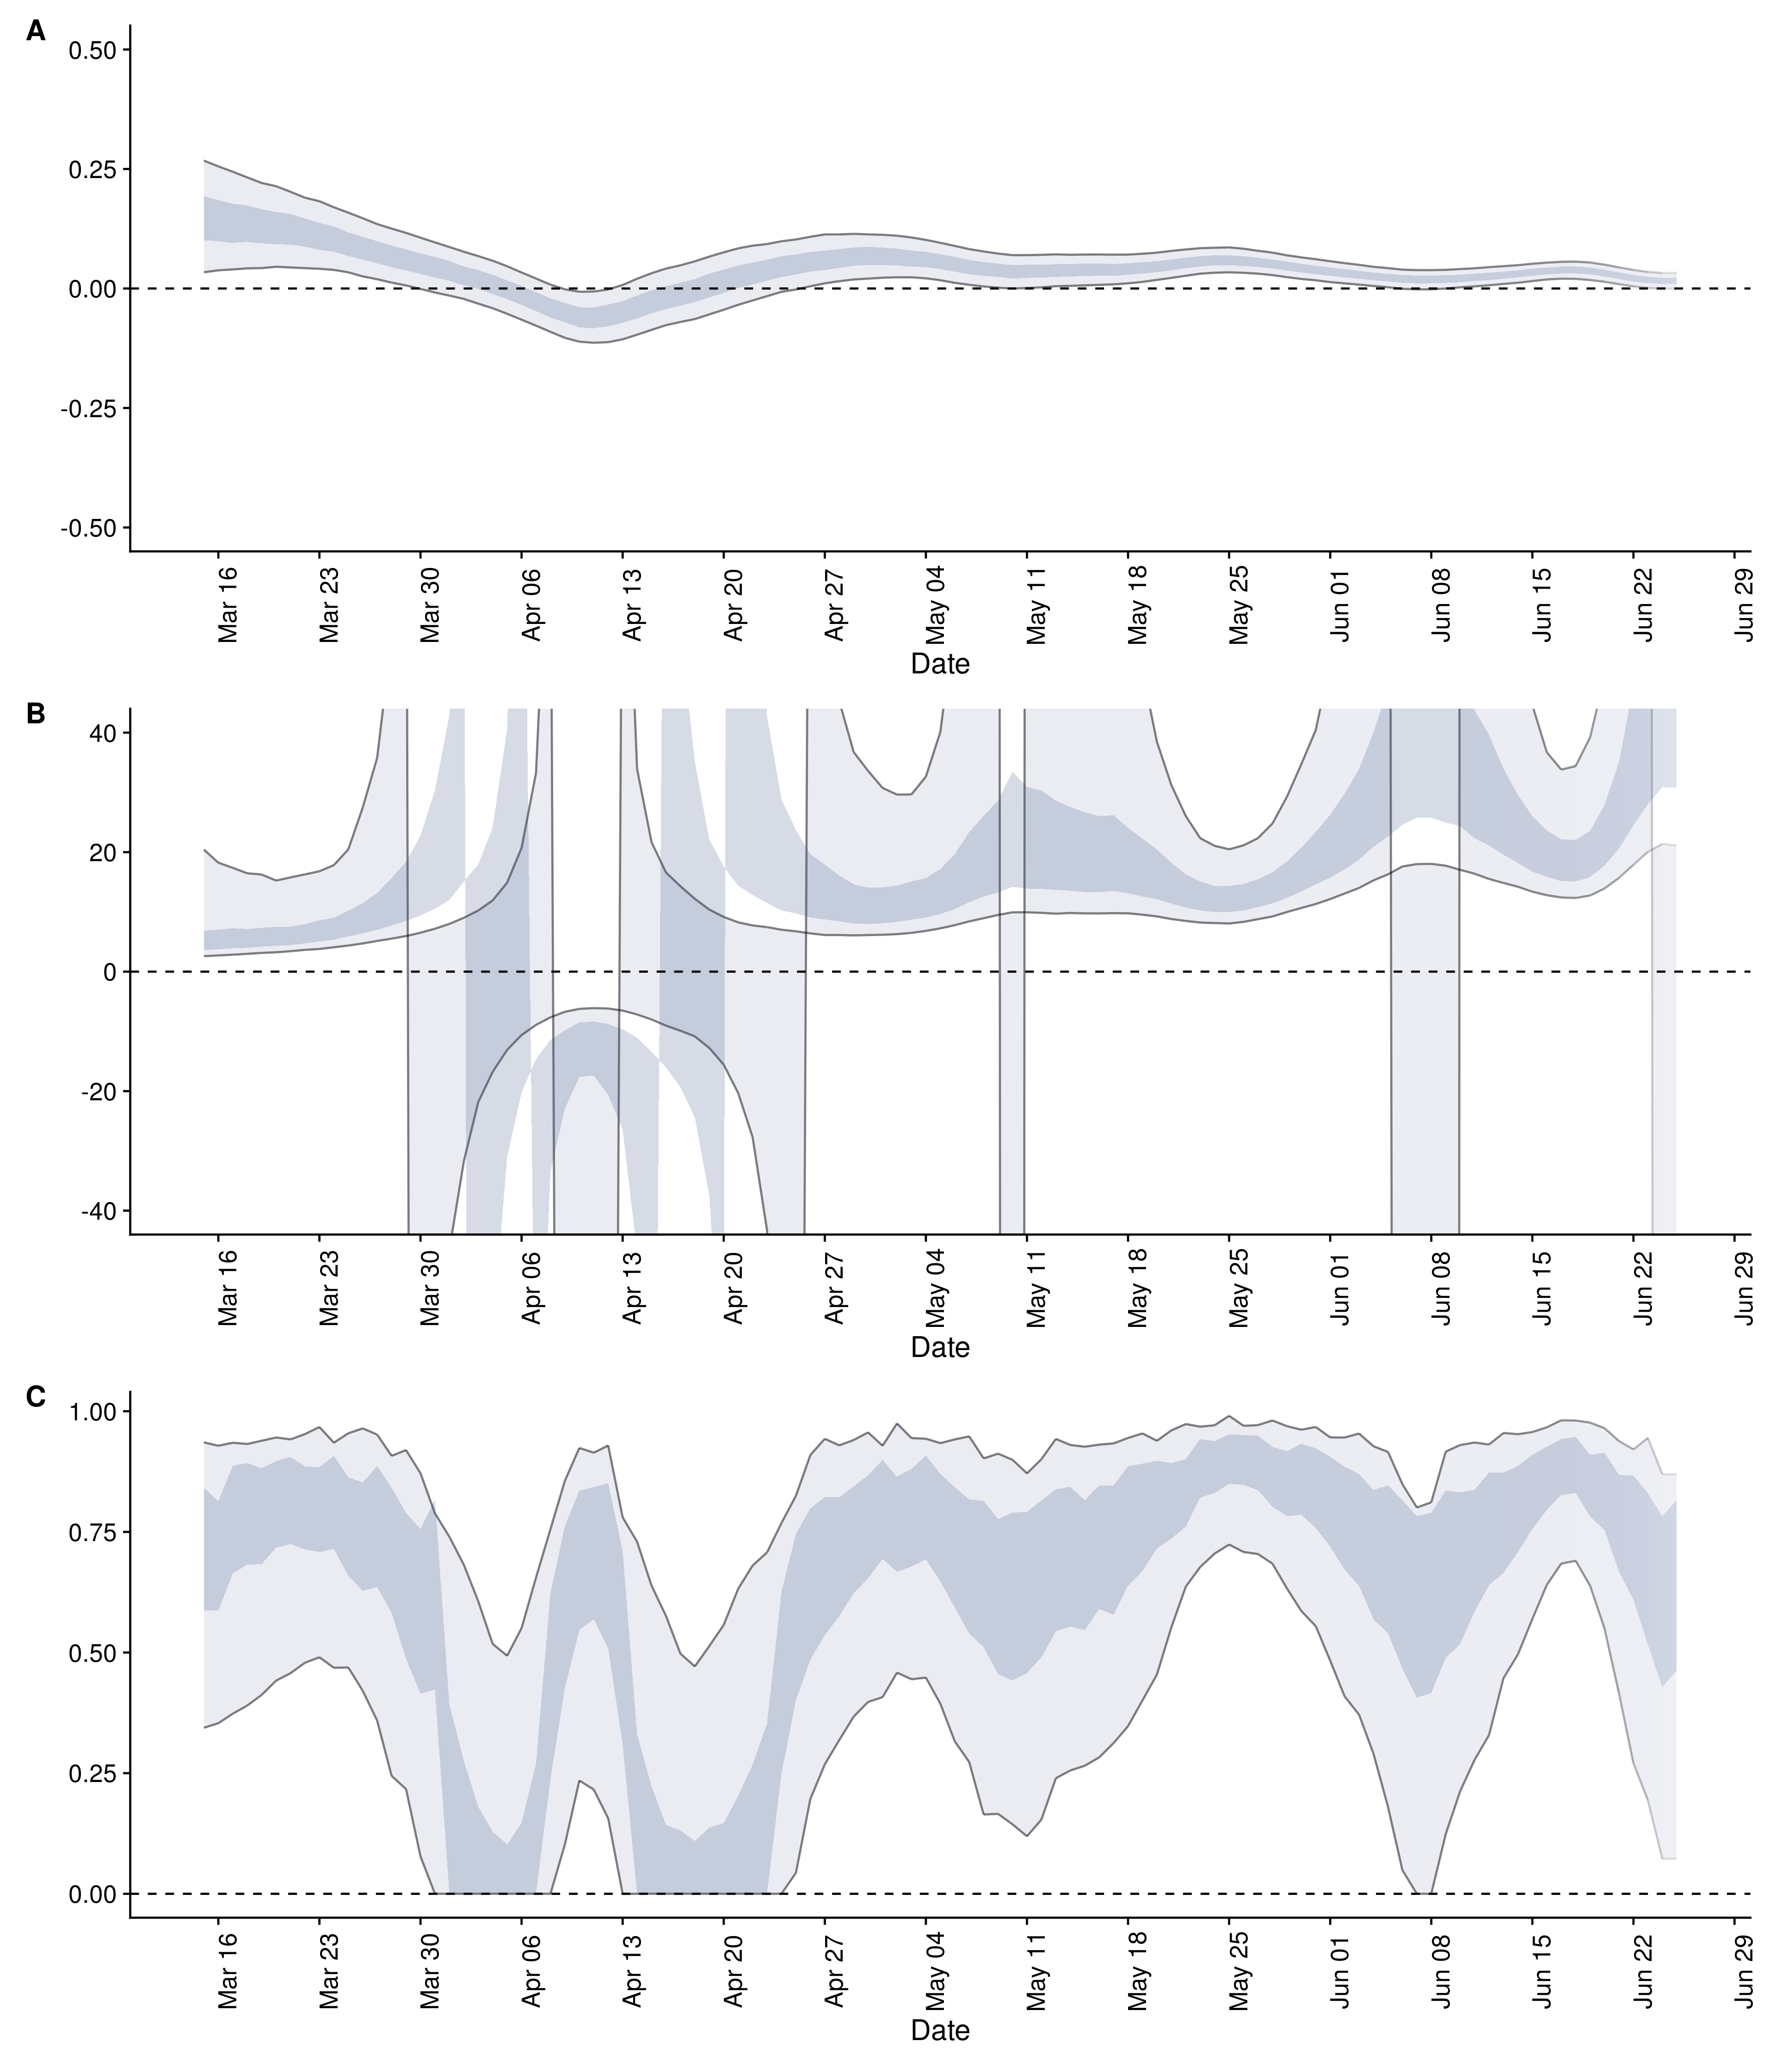 A
0.50
0.25
0.00
-0.25
-0.50
Mar 16
Mar 23
Mar 30
Apr 06
Apr 13
Apr 20
Apr 27
May 04
May 11
May 18
May 25
Jun 01
Jun 08
Jun 15
Jun 22
Jun 29
Date
B
40
20
0
-20
-40
Mar 16
Mar 23
Mar 30
Apr 06
Apr 13
Apr 20
Apr 27
May 04
May 11
May 18
May 25
Jun 01
Jun 08
Jun 15
Jun 22
Jun 29
Date
C
1.00
0.75
0.50
0.25
0.00
Mar 16
Mar 23
Mar 30
Apr 06
Apr 13
Apr 20
Apr 27
May 04
May 11
May 18
May 25
Jun 01
Jun 08
Jun 15
Jun 22
Jun 29
Date